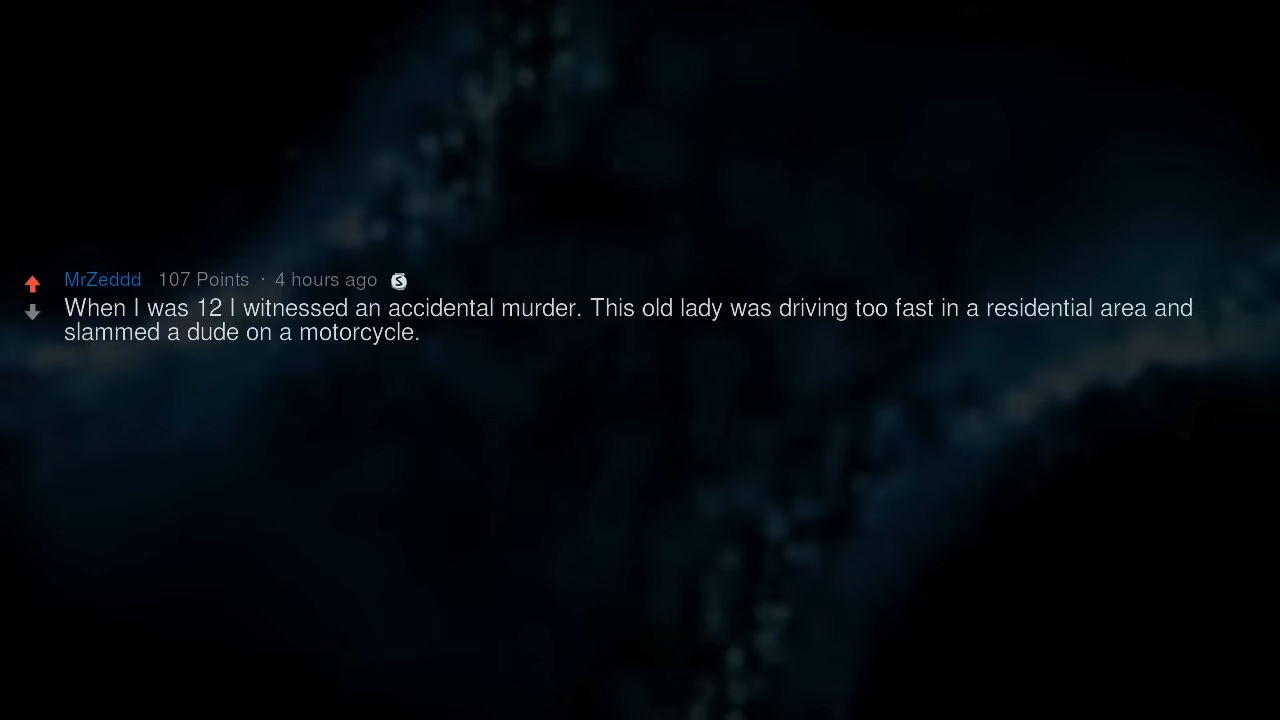 MrZeddd 107 Points · 4 hours ago S
When I was 12 I witnessed an accidental murder. This old lady was driving too fast in a residential area and
slammed a dude on a motorcycle.